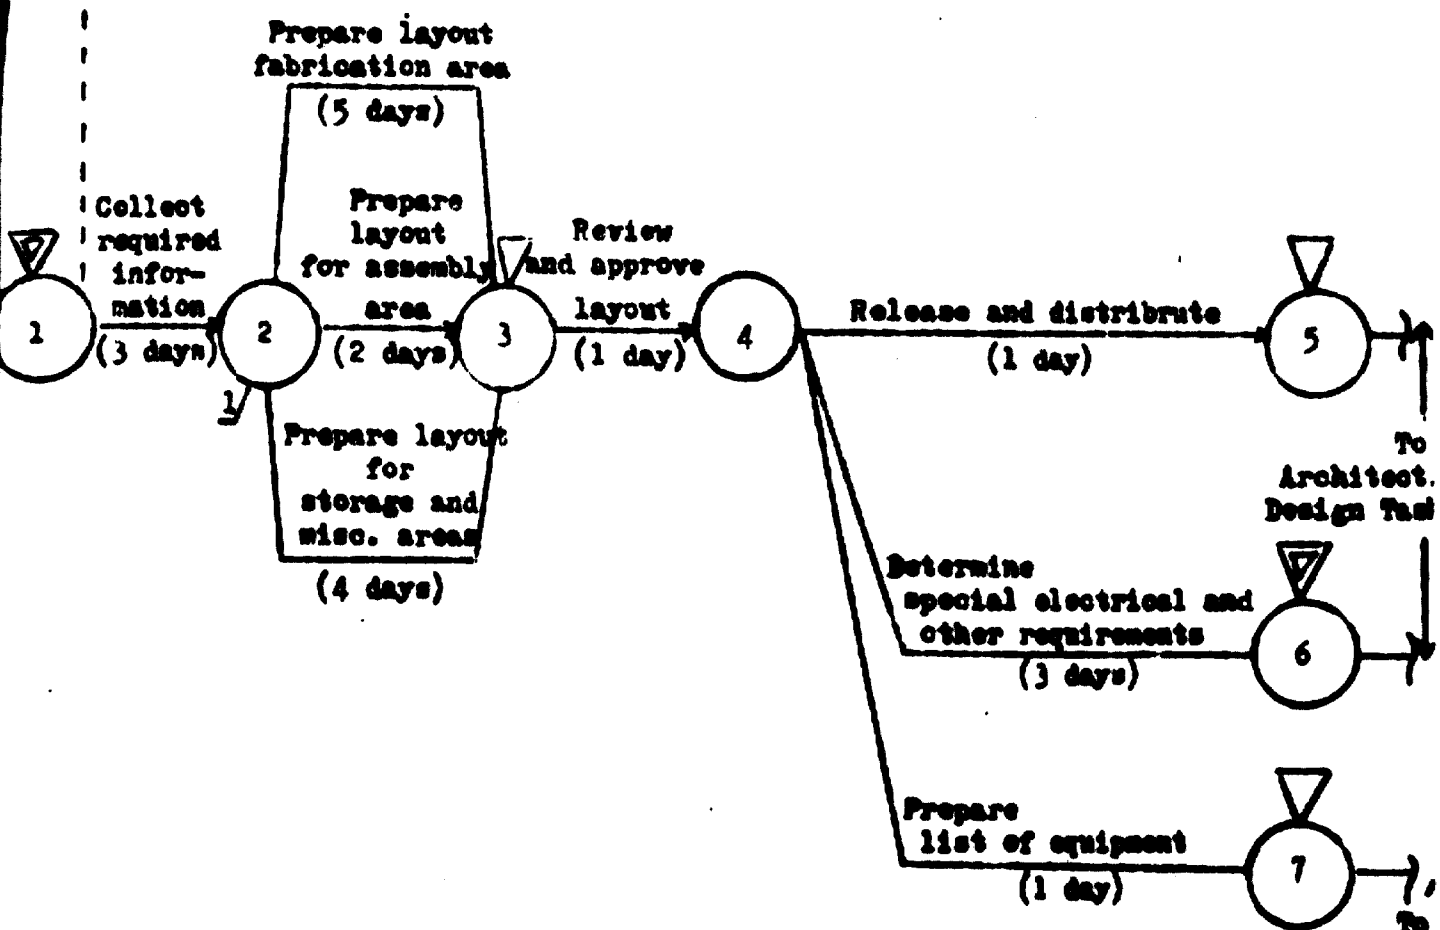 Prepare layout
fabrication area
(5 days)
Collect
required
infor-
mation
(3 days)
Prepare
layout
for assembly
area
(2 days)
Review
and approve
layout
(1 day)
1
2
3
4
Release and distribrute
(1 day)
5
1/
Prepare layout
for
storage and
misc. areas
(4 days)
To
Architect.
Design Task
Determine
special electrical and
other requirements
(3 days)
6
Prepare
list of equipment
(1 day)
7
To